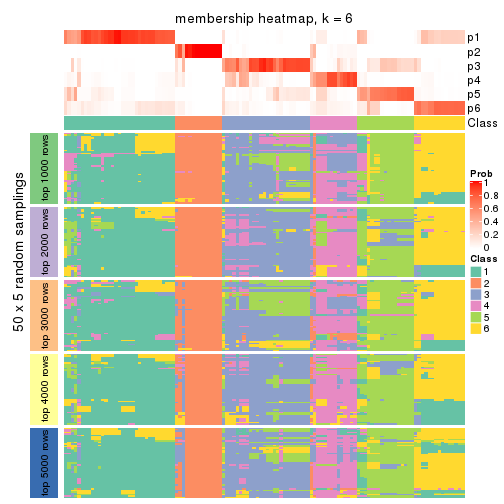 membership heatmap, k = 6
p1
p2
p3
p4
p5
p6
Class
50 x 5 random samplings
top 1000 rows
top 2000 rows
top 3000 rows
top 4000 rows
top 5000 rows
Prob
1
0.8
0.6
0.4
0.2
0
Class
1
2
3
4
5
6